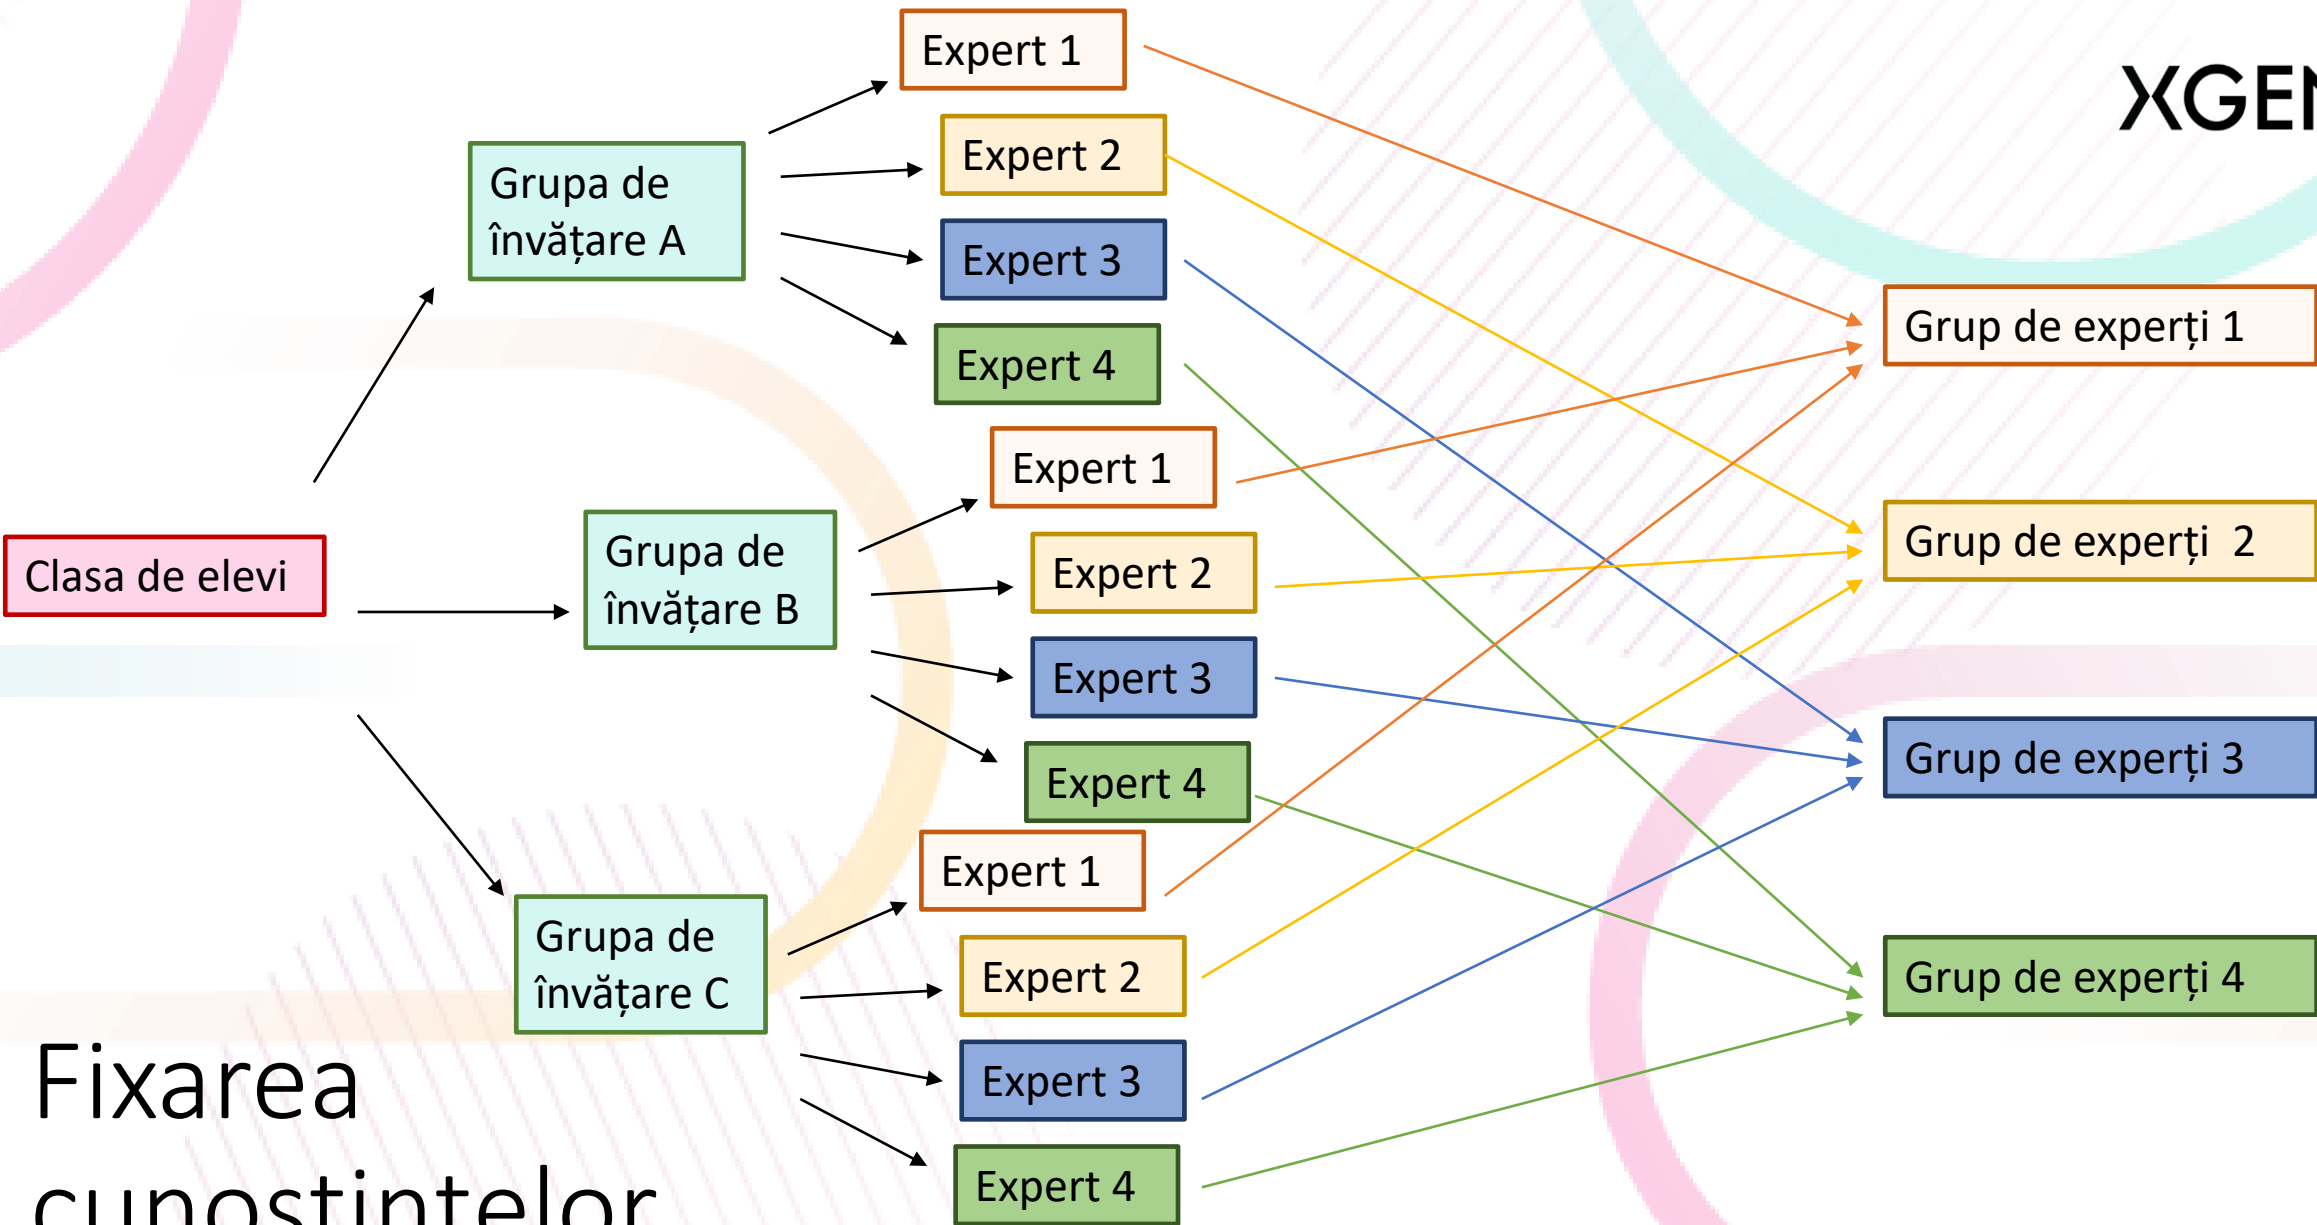 Expert 1
XGEN
Expert 2
Grupa de
învățare A
Expert 3
Grup de experți 1
Expert 4
Expert 1
Grup de experți  2
Clasa de elevi
Grupa de
învățare B
Expert 2
Expert 3
Grup de experți 3
Expert 4
Expert 1
Grupa de
învățare C
Expert 2
Grup de experți 4
Expert 3
Expert 4
Fixarea
cunostintelor